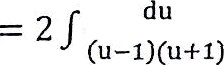 = 2 ∫ du
(u−1)(u+1)